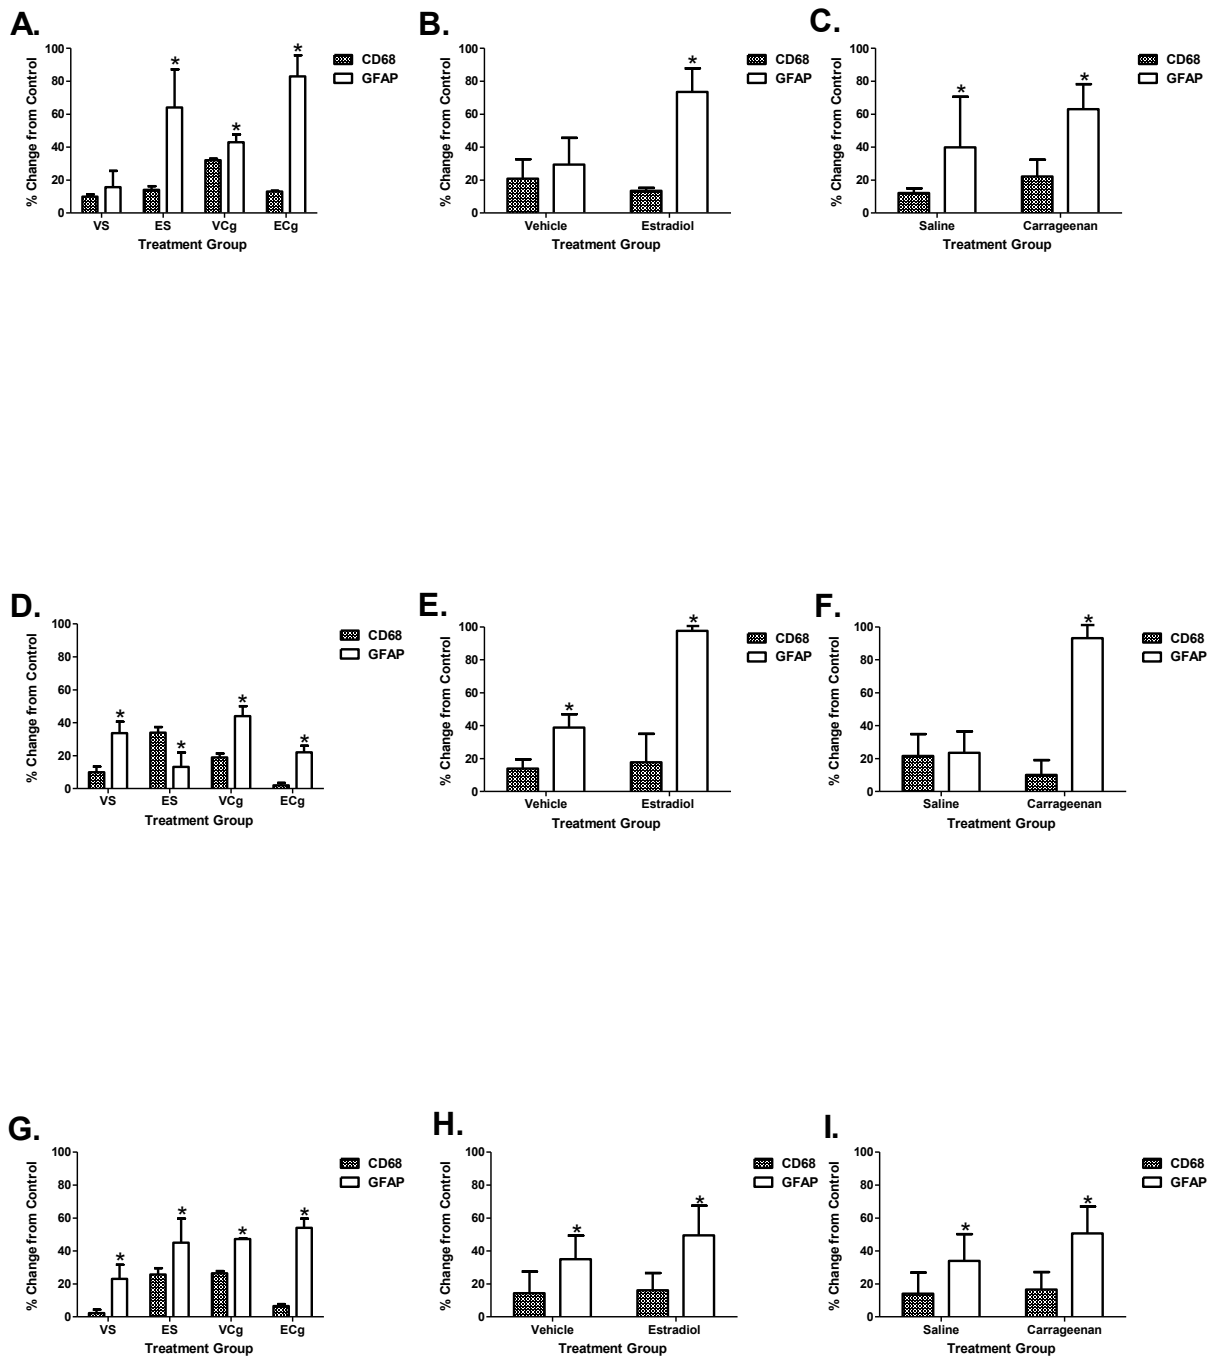 A.
% Change from Control
100
80
60
40
20
0
*
*
*
VS ES VCg ECg
Treatment Group
CD68
GFAP
B.
% Change from Control
100
80
60
40
20
0
*
Vehicle Estradiol
Treatment Group
CD68
GFAP
C.
% Change from Control
100
80
60
40
20
0
*
*
Saline Carrageenan
Treatment Group
CD68
GFAP
D.
% Change from Control
100
80
60
40
20
0
*
*
*
*
VS ES VCg ECg
Treatment Group
CD68
GFAP
E.
% Change from Control
100
80
60
40
20
0
*
*
Vehicle Estradiol
Treatment Group
CD68
GFAP
F.
% Change from Control
100
80
60
40
20
0
*
Saline Carrageenan
Treatment Group
CD68
GFAP
G.
% Change from Control
100
80
60
40
20
0
*
*
*
*
VS ES VCg ECg
Treatment Group
CD68
GFAP
H.
% Change from Control
100
80
60
40
20
0
*
*
Vehicle Estradiol
Treatment Group
CD68
GFAP
I.
% Change from Control
100
80
60
40
20
0
*
*
Saline Carrageenan
Treatment Group
CD68
GFAP